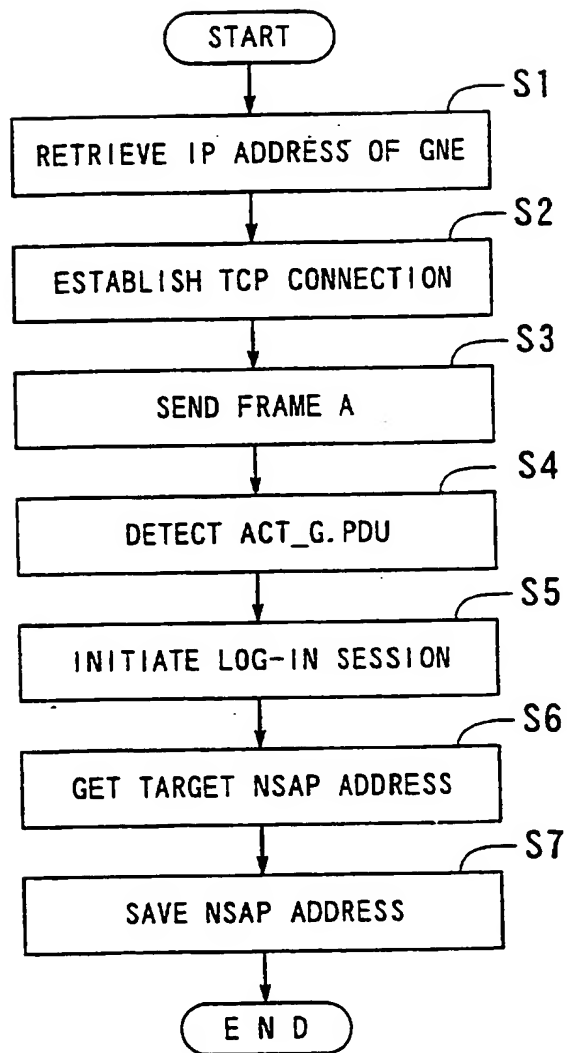 START
S1
RETRIEVE IP ADDRESS OF GNE
S2
ESTABLISH TCP CONNECTION
S3
SEND FRAME A
S4
DETECT ACT_G.PDU
S5
INITIATE LOG-IN SESSION
S6
GET TARGET NSAP ADDRESS
S7
SAVE NSAP ADDRESS
END